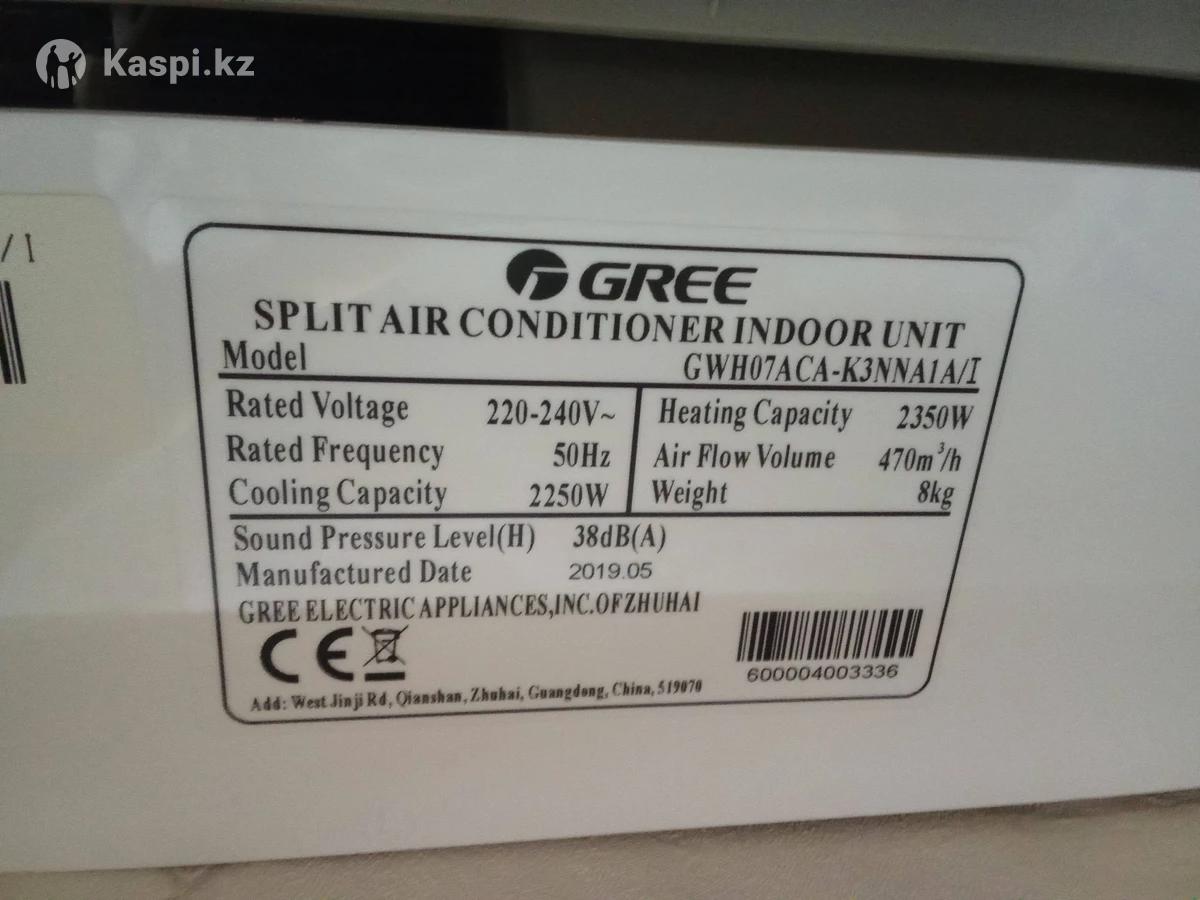 Kaspi.kz
/ I
GREE
SPLIT AIR CONDITIONER INDOOR UNIT
Model GWH07ACA-K3NNA1A/I
Rated Voltage 220-240V~ Heating Capacity 2350W
Rated Frequency 50Hz Air Flow Volume 470m³/h
Cooling Capacity 2250W Weight 8kg
Sound Pressure Level(H) 38dB(A)
Manufactured Date 2019.05
GREE ELECTRIC APPLIANCES,INC.OFZHUHAI
CE
600004003336
Add: West Jinji Rd, Qianshan, Zhuhai, Guangdong, China, 519070